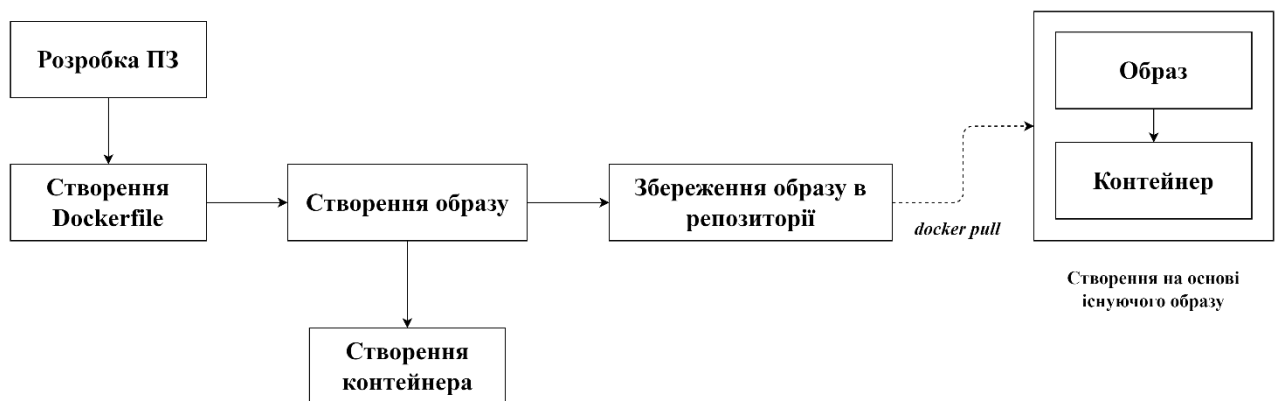 Розробка ПЗ
Створення
Dockerfile
Створення образу
Створення
контейнера
Збереження образу в
репозиторії
docker pull
Образ
Контейнер
Створення на основі
існуючого образу